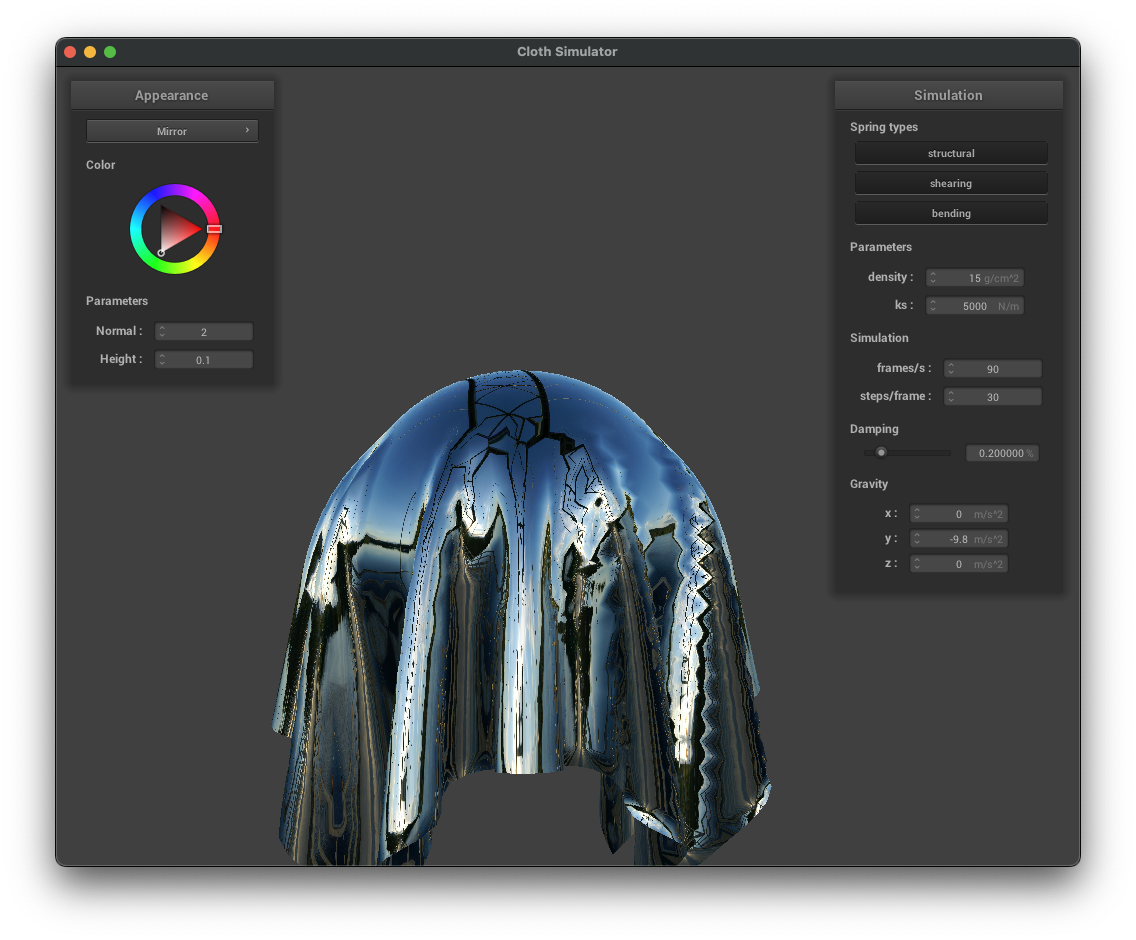 Cloth Simulator
Appearance
Mirror
Color
Parameters
Normal : 2
Height : 0.1
Simulation
Spring types
structural
shearing
bending
Parameters
density : 15 g/cm^2
ks : 5000 N/m
Simulation
frames/s : 90
steps/frame : 30
Damping
0.200000 %
Gravity
x : 0 m/s^2
y : -9.8 m/s^2
z : 0 m/s^2